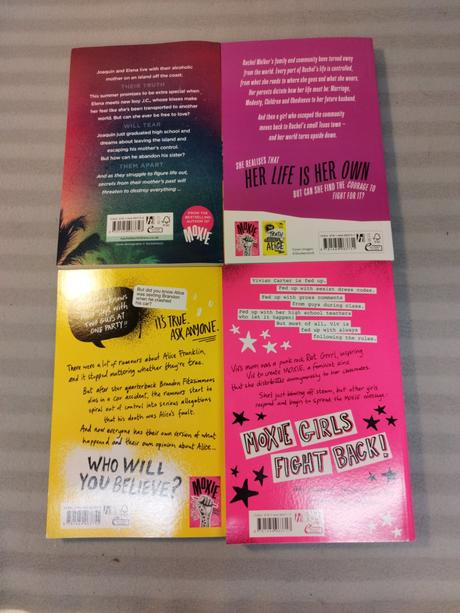 Joaquin and Elena live with their alcoholic
mother on an island off the coast.
THEIR TRUTH
This summer promises to be extra special when
Elena meets new boy J.C., whose kisses make
her feel like she's been transported to another
world. But can she ever be free to love?
WILL TEAR
Joaquin just graduated high school and
dreams about leaving the island and
escaping his mother's control.
But how can he abandon his sister?
THEM APART
And as they struggle to figure out life,
secrets from their mother's past will
threaten to destroy everything ...
FROM THE
BESTSELLING
AUTHOR OF
MOXIE
Rachel Walker's family and community have turned away
from the world. Every part of Rachel's life is controlled,
from what she reads to where she goes and what she wears.
Her parents dictate how her life must be: Marriage,
Modesty, Children and Obedience to her future husband.
And then a girl who escaped the community
moves back to Rachel's small Texas town –
and her world turns upside down.
SHE REALISES THAT
HER LIFE IS HER OWN
BUT CAN SHE FIND THE COURAGE TO
FIGHT FOR IT?
MOXIE
THE TRUTH ABOUT ALICE
slept with
TWO GUYS AT
ONE PARTY!!
But did you know Alice
was sexting Brandon
when he crashed
his car?
IT'S TRUE.
ASK ANYONE.
There were a lot of rumours about Alice Franklin,
and it stopped mattering whether they're true.
But after star quarterback Brandon Fitzsimmons
dies in a car accident, the rumours start to
spiral out of control into serious allegations
that his death was Alice's fault.
And now everyone has their own version of what
happened and their own opinion about Alice...
WHO WILL
YOU BELIEVE?
MOXIE
Vivian Carter is fed up.
Fed up with sexist dress codes.
Fed up with gross comments
from guys during class.
Fed up with her high school teachers
who let it happen!
But most of all, Viv is
fed up with always
following the rules.
Viv's mum was a punk rock Riot Grrrl, inspiring
Viv to create MOXIE, a feminist zine
that she distributes anonymously to her classmates.
She's just blowing off steam, but other girls
respond and begin to spread the Moxie message.
MOXIE GIRLS
FIGHT BACK!